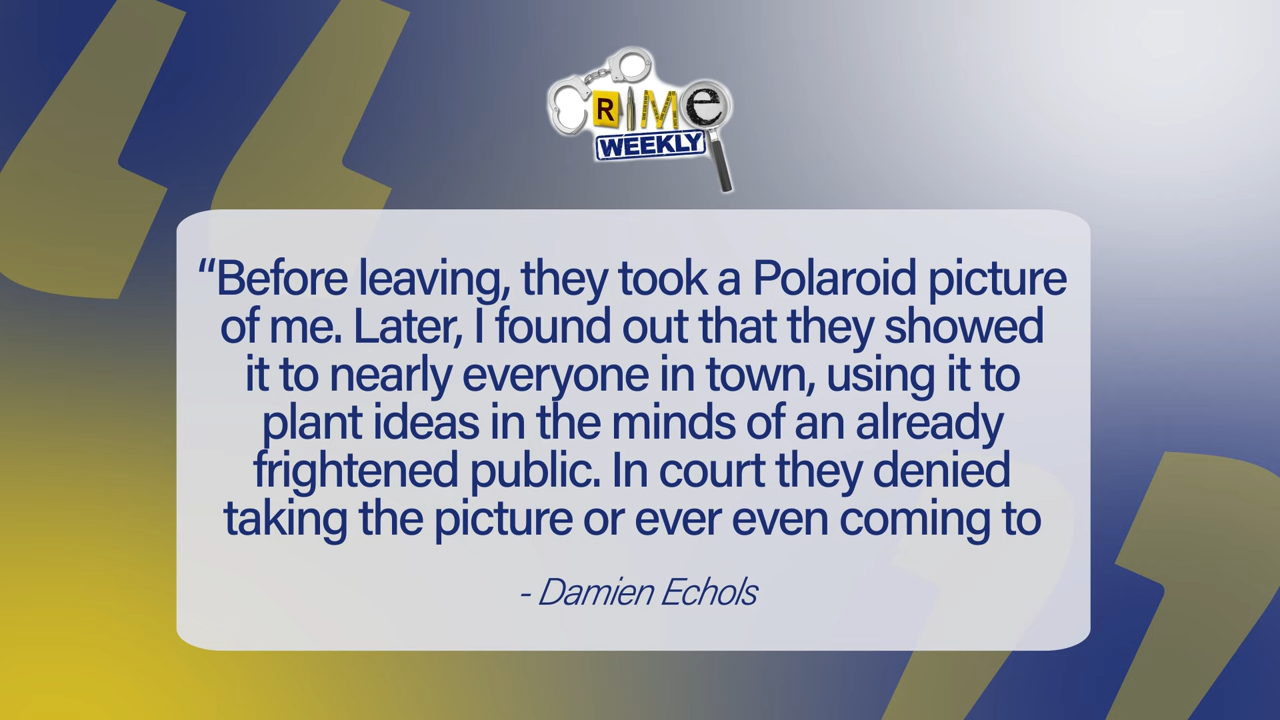 CRIMe
WEEKLY
“Before leaving, they took a Polaroid picture
of me. Later, I found out that they showed
it to nearly everyone in town, using it to
plant ideas in the minds of an already
frightened public. In court they denied
taking the picture or ever even coming to
- Damien Echols